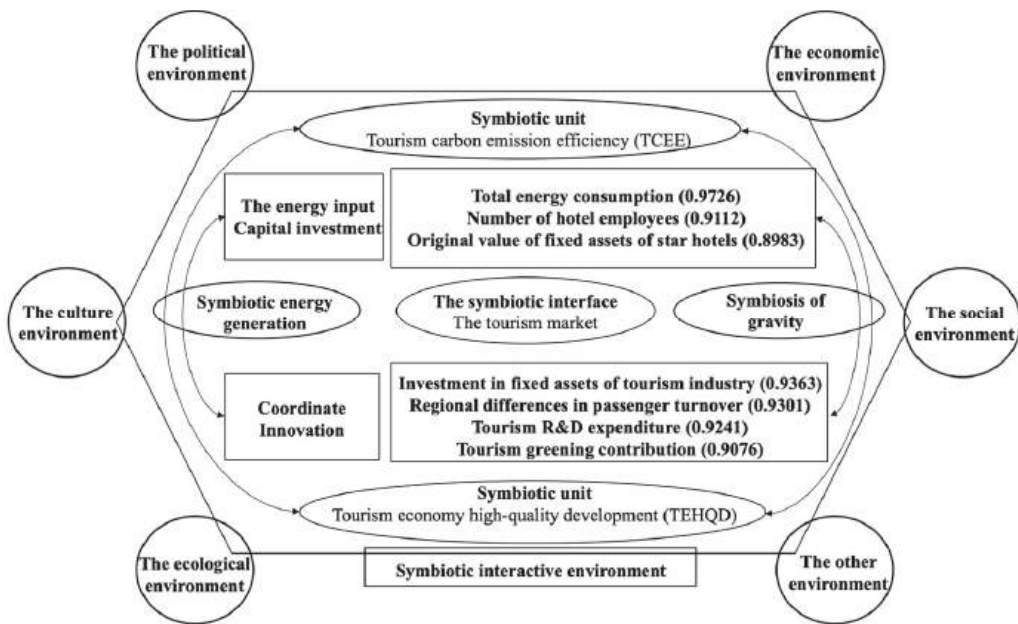 The political
environment
The economic
environment
Symbiotic unit
Tourism carbon emission efficiency (TCEE)
The energy input
Capital investment
Total energy consumption (0.9726)
Number of hotel employees (0.9112)
Original value of fixed assets of star hotels (0.8983)
The culture
environment
Symbiotic energy
generation
The symbiotic interface
The tourism market
Symbiosis of
gravity
The social
environment
Coordinate
Innovation
Investment in fixed assets of tourism industry (0.9363)
Regional differences in passenger turnover (0.9301)
Tourism R&D expenditure (0.9241)
Tourism greening contribution (0.9076)
Symbiotic unit
Tourism economy high-quality development (TEHQD)
The ecological
environment
Symbiotic interactive environment
The other
environment